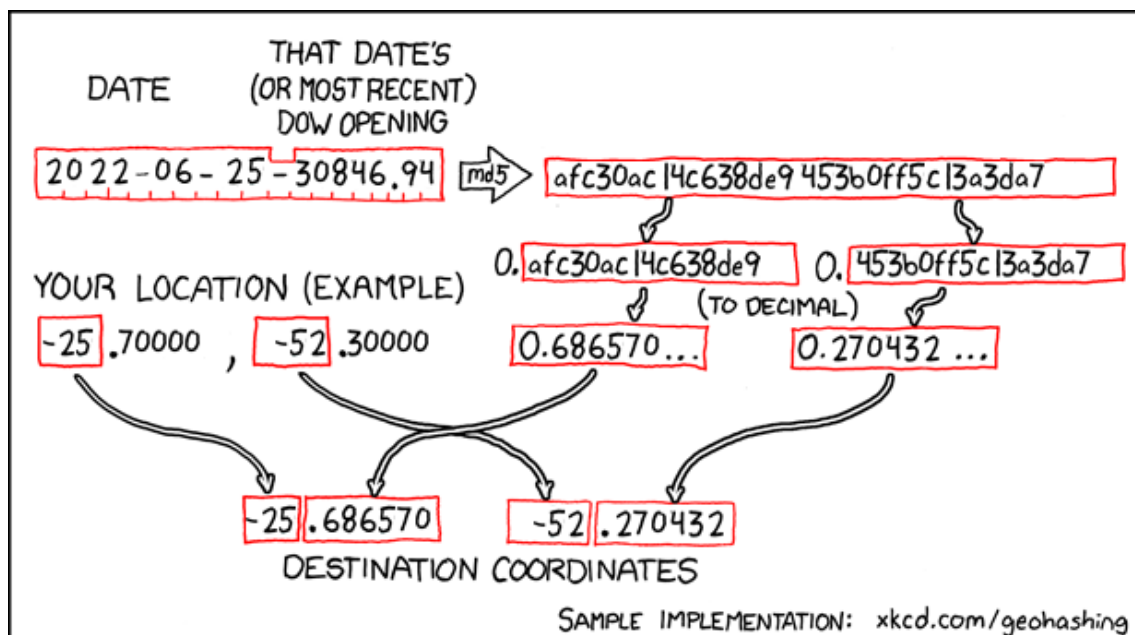 DATE
THAT DATE'S
(OR MOST RECENT)
DOW OPENING
2022-06-25-30846.94
md5
afc30ac14c638de9453b0ff5c13a3da7
0.afc30ac14c638de9
0.453b0ff5c13a3da7
YOUR LOCATION (EXAMPLE)
(TO DECIMAL)
-25.70000, -52.30000
0.686570...
0.270432...
-25.686570
-52.270432
DESTINATION COORDINATES
SAMPLE IMPLEMENTATION: xkcd.com/geohashing